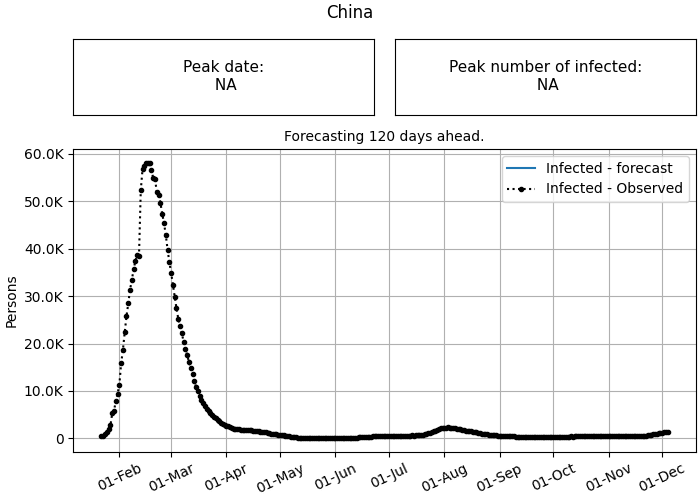 China
Peak date:
NA
Peak number of infected:
NA
Forecasting 120 days ahead.
Infected - forecast
Infected - Observed
Persons
60.0K
50.0K
40.0K
30.0K
20.0K
10.0K
0
01-Feb
01-Mar
01-Apr
01-May
01-Jun
01-Jul
01-Aug
01-Sep
01-Oct
01-Nov
01-Dec